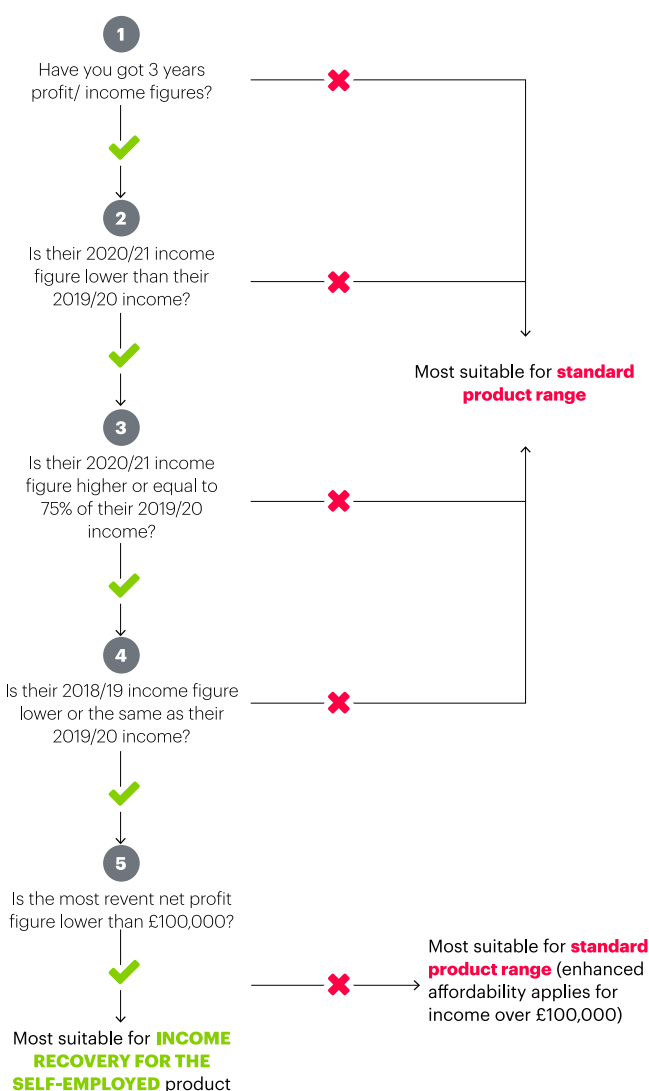 1
Have you got 3 years
profit/ income figures?
2
Is their 2020/21 income
figure lower than their
2019/20 income?
Most suitable for standard
product range
3
Is their 2020/21 income
figure higher or equal to
75% of their 2019/20
income?
4
Is their 2018/19 income figure
lower or the same as their
2019/20 income?
5
Is the most revent net profit
figure lower than £100,000?
Most suitable for standard
product range (enhanced
affordability applies for
income over £100,000)
Most suitable for INCOME
RECOVERY FOR THE
SELF-EMPLOYED product